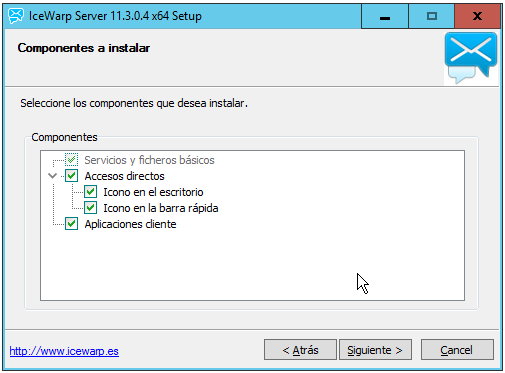 IceWarp Server 11.3.0.4 x64 Setup
Componentes a instalar
Seleccione los componentes que desea instalar.
Componentes
Servicios y ficheros básicos
Accesos directos
Icono en el escritorio
Icono en la barra rápida
Aplicaciones cliente
http://www.icewarp.es
< Atrás
Siguiente >
Cancel